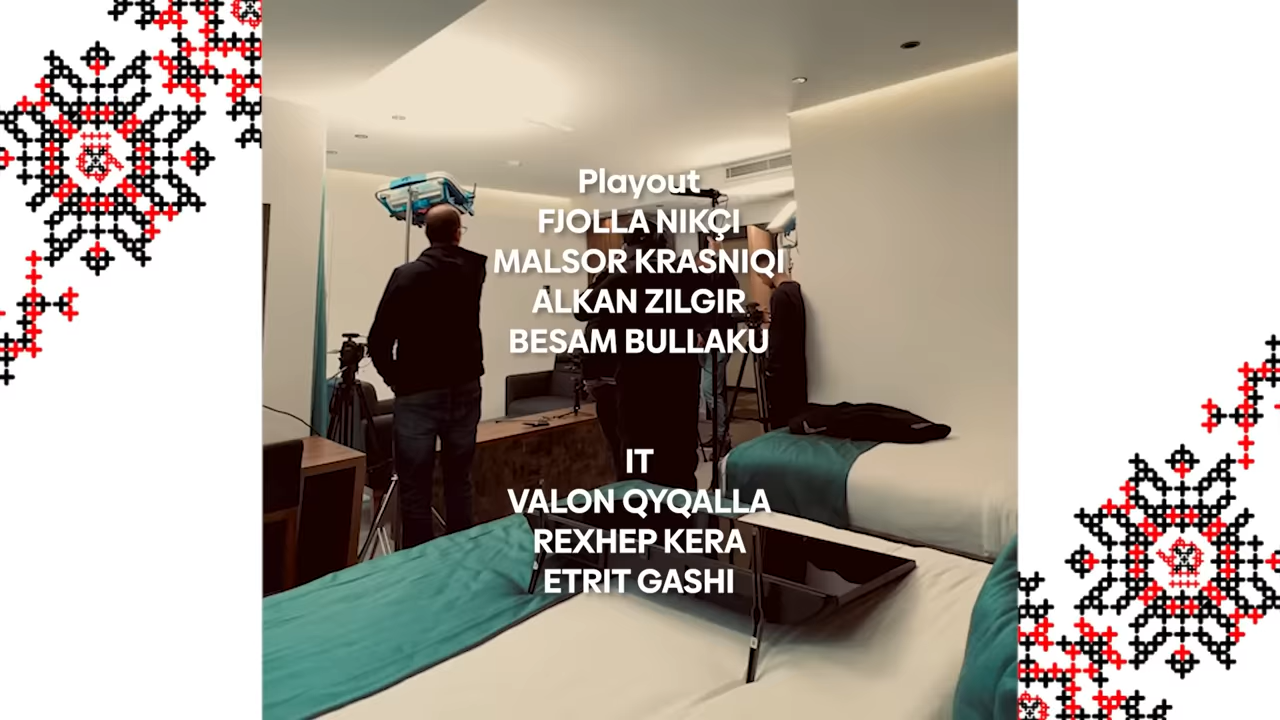 Playout
FJOLLA NIKÇI
MALSOR KRASNIQI
ALKAN ZILGIR
BESAM BULLAKU
IT
VALON QYQALLA
REXHEP KERA
ETRIT GASHI